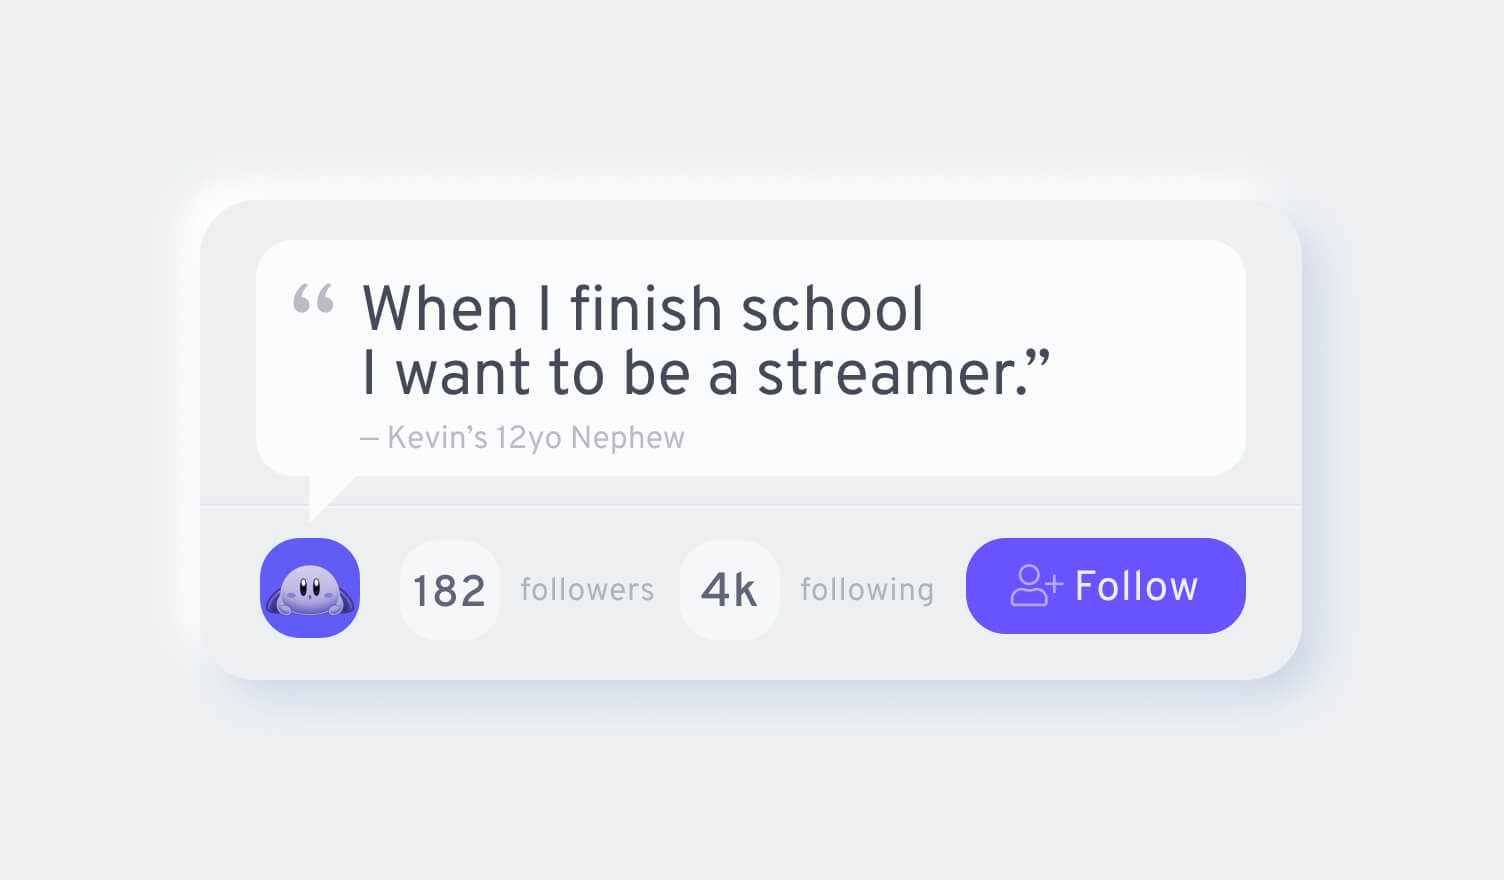 “ When I finish school
I want to be a streamer.”
– Kevin’s 12yo Nephew
182 followers 4k following Follow